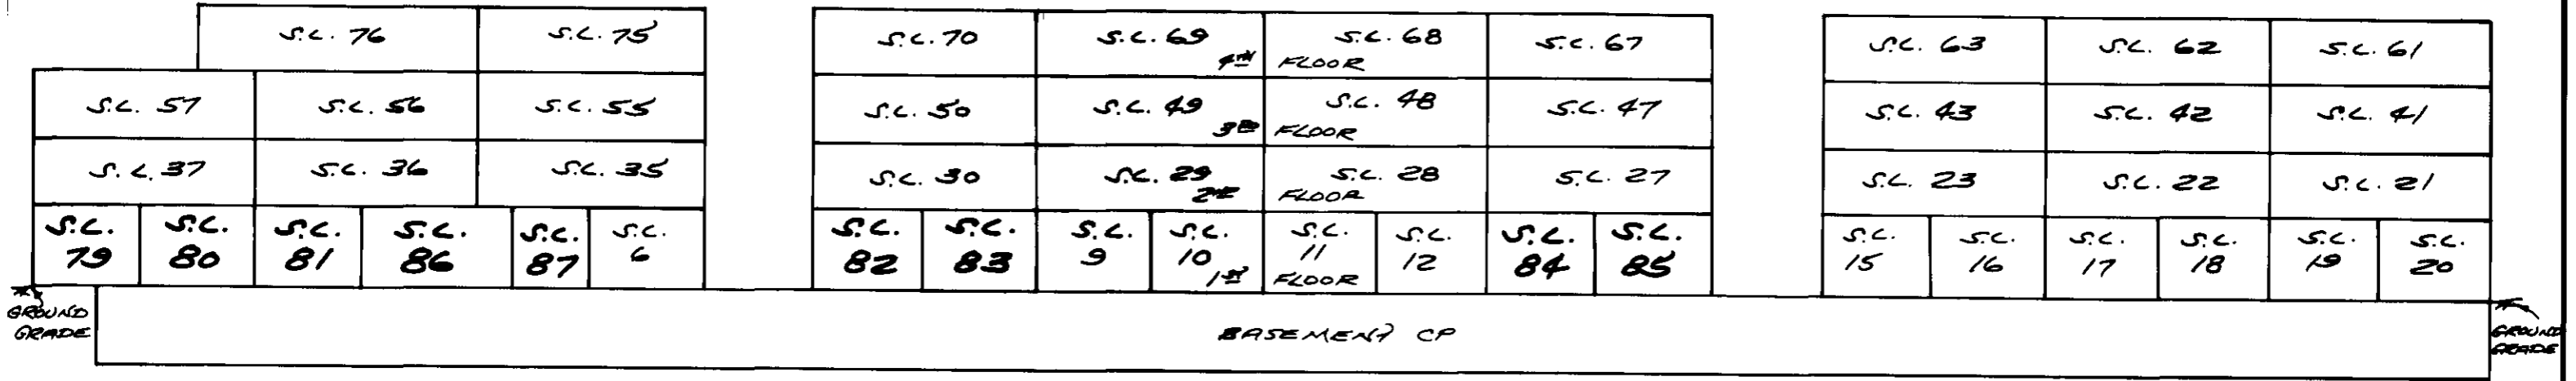 S.C. 76 S.C. 75 S.C. 70 S.C. 69 S.C. 68 S.C. 67 S.C. 63 S.C. 62 S.C. 61
4TH FLOOR
S.C. 57 S.C. 56 S.C. 55 S.C. 50 S.C. 49 S.C. 48 S.C. 47 S.C. 43 S.C. 42 S.C. 41
3RD FLOOR
S.C. 37 S.C. 36 S.C. 35 S.C. 30 S.C. 29 S.C. 28 S.C. 27 S.C. 23 S.C. 22 S.C. 21
2ND FLOOR
S.C. S.C. S.C. S.C. S.C. S.C. S.C. S.C. S.C. S.C. S.C. S.C. S.C. S.C. S.C. S.C. S.C. S.C. S.C. S.C.
79 80 81 86 87 6 82 83 9 10 11 12 84 85 15 16 17 18 19 20
1ST FLOOR
GROUND
GRADE
BASEMENT CP
GROUND
GRADE